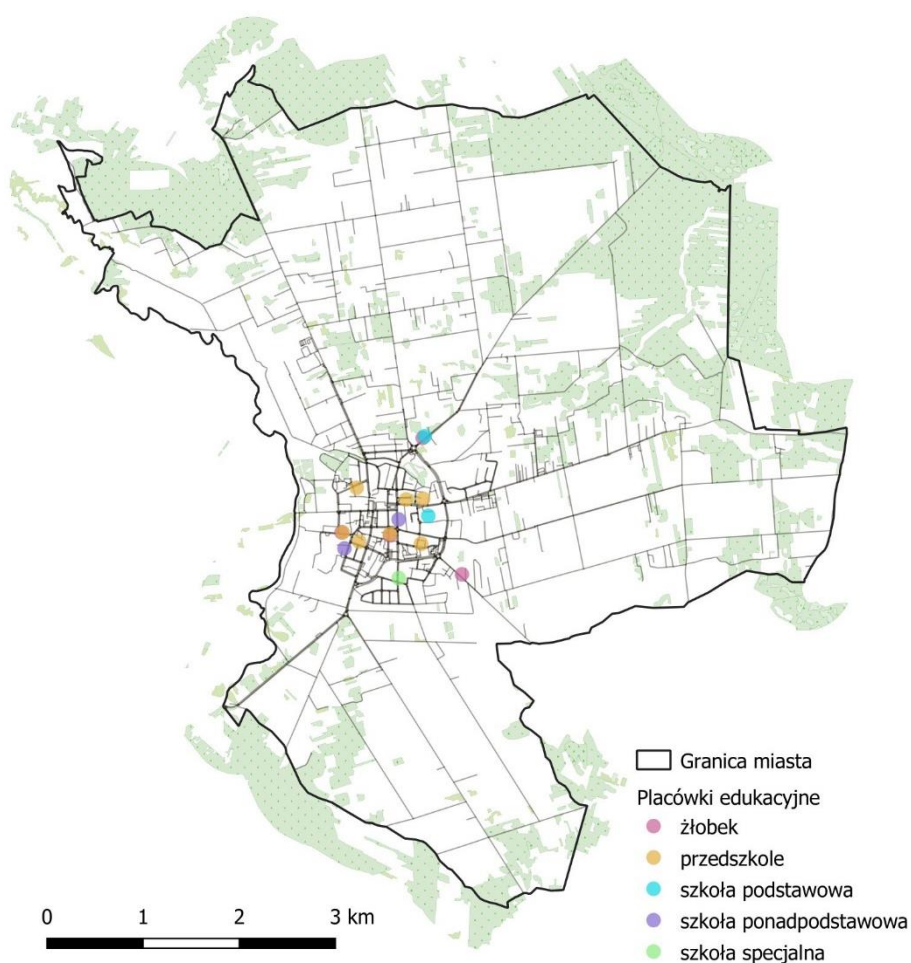 Granica miasta
Placówki edukacyjne
żłobek
przedszkole
szkoła podstawowa
szkoła ponadpodstawowa
szkoła specjalna
0 1 2 3 km